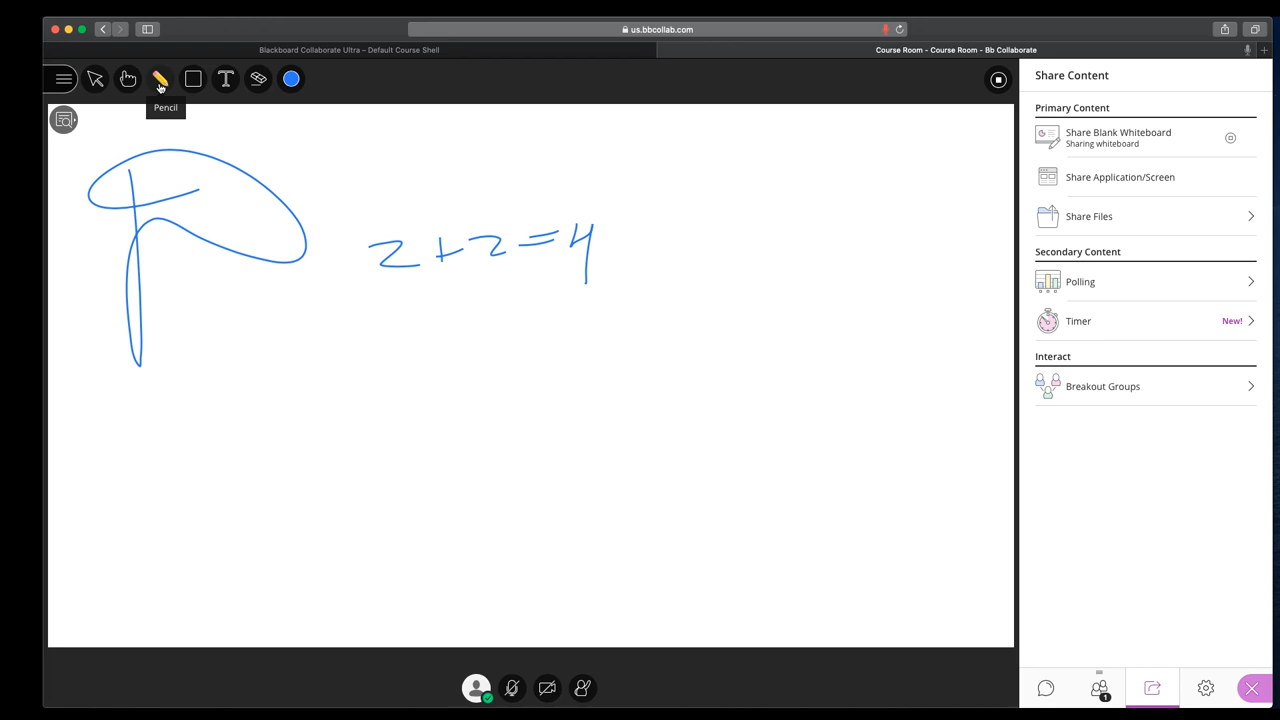 us.bbcollab.com
Blackboard Collaborate Ultra – Default Course Shell
Course Room - Course Room - Bb Collaborate
T
Pencil
2+2=4
Share Content
Primary Content
Share Blank Whiteboard
Sharing whiteboard
Share Application/Screen
Share Files
Secondary Content
Polling
Timer New!
Interact
Breakout Groups
1